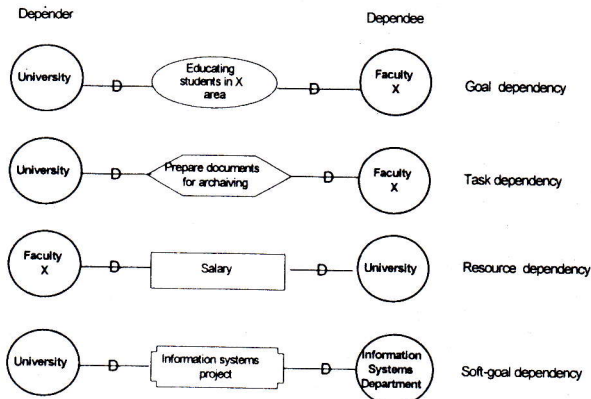 Depender
Dependee
University
D
Educating
students in X
area
D
Faculty
X
Goal dependency
University
D
Prepare documents
for archaiving
D
Faculty
X
Task dependency
Faculty
X
D
Salary
D
University
Resource dependency
University
D
Information systems
project
D
Information
Systems
Department
Soft-goal dependency